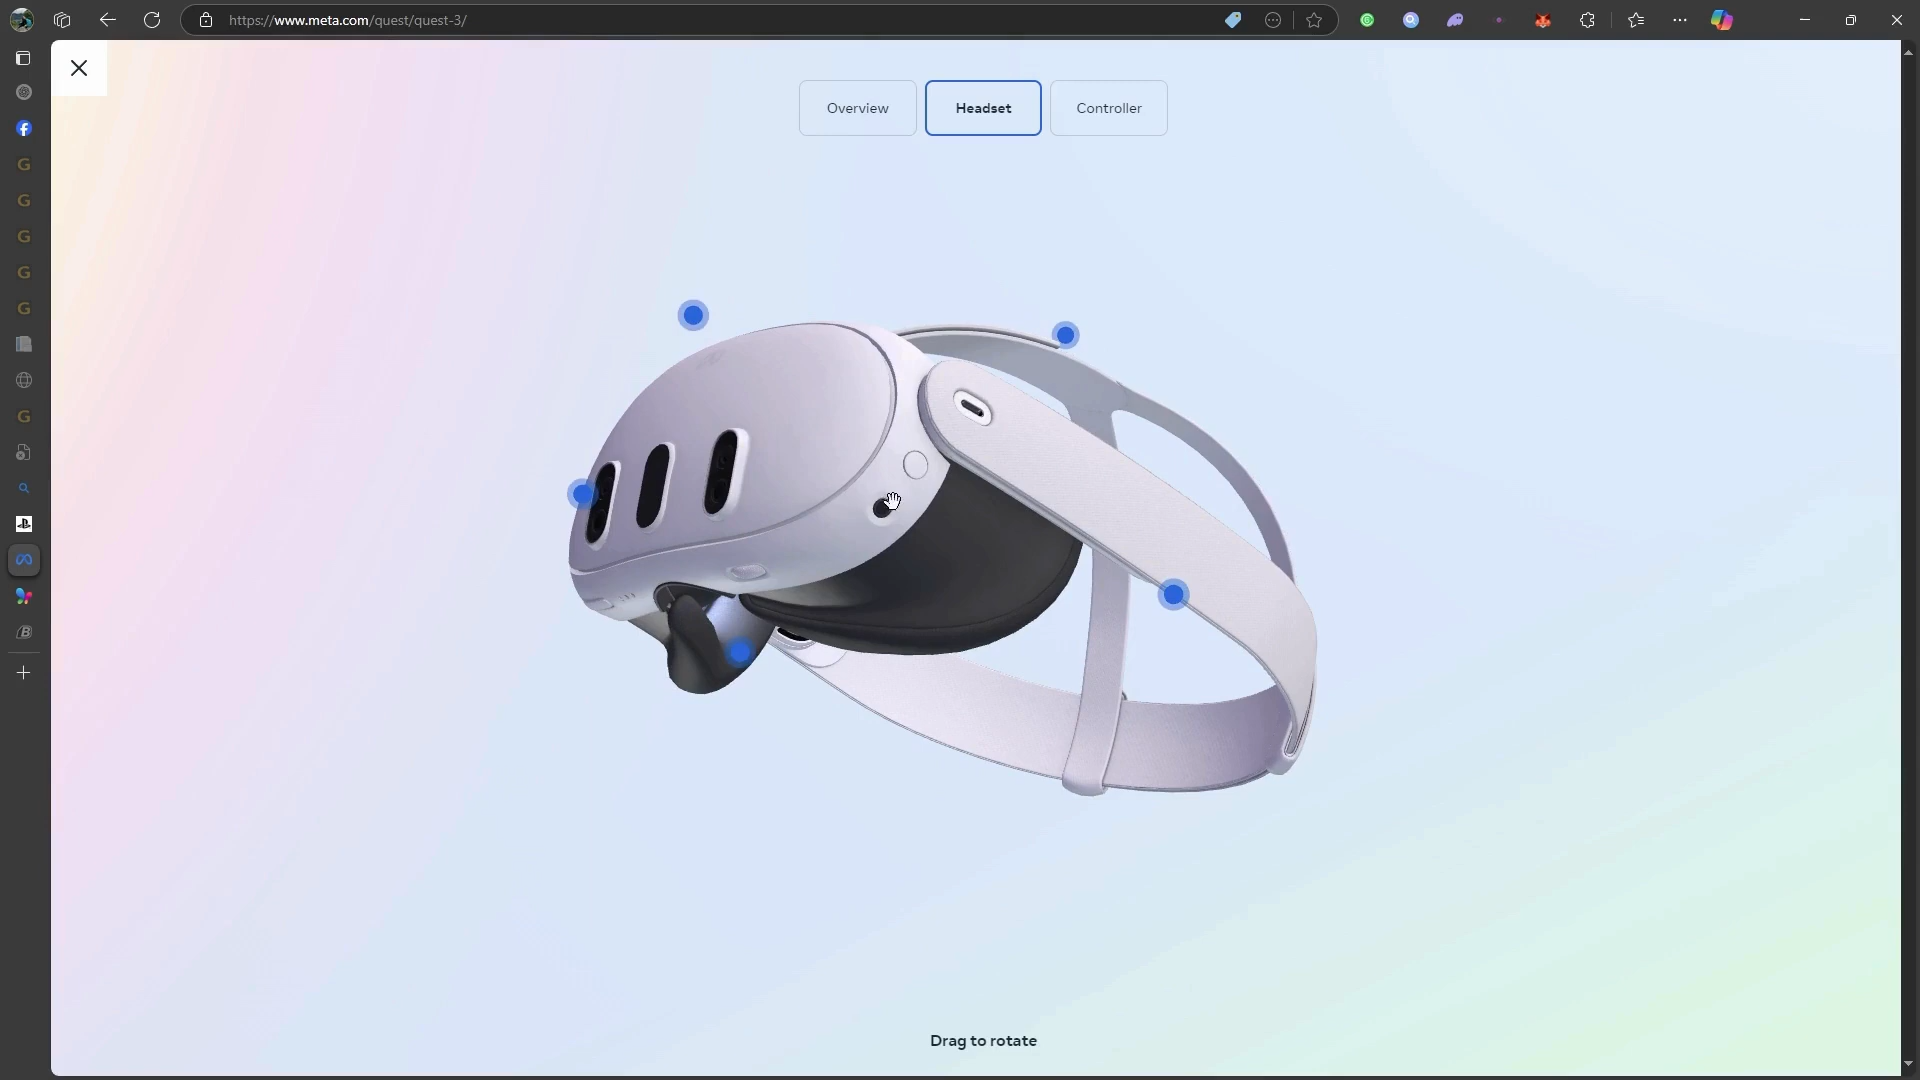 https://www.meta.com/quest/quest-3/
Overview
Headset
Controller
Drag to rotate
G
G
G
G
G
G
B